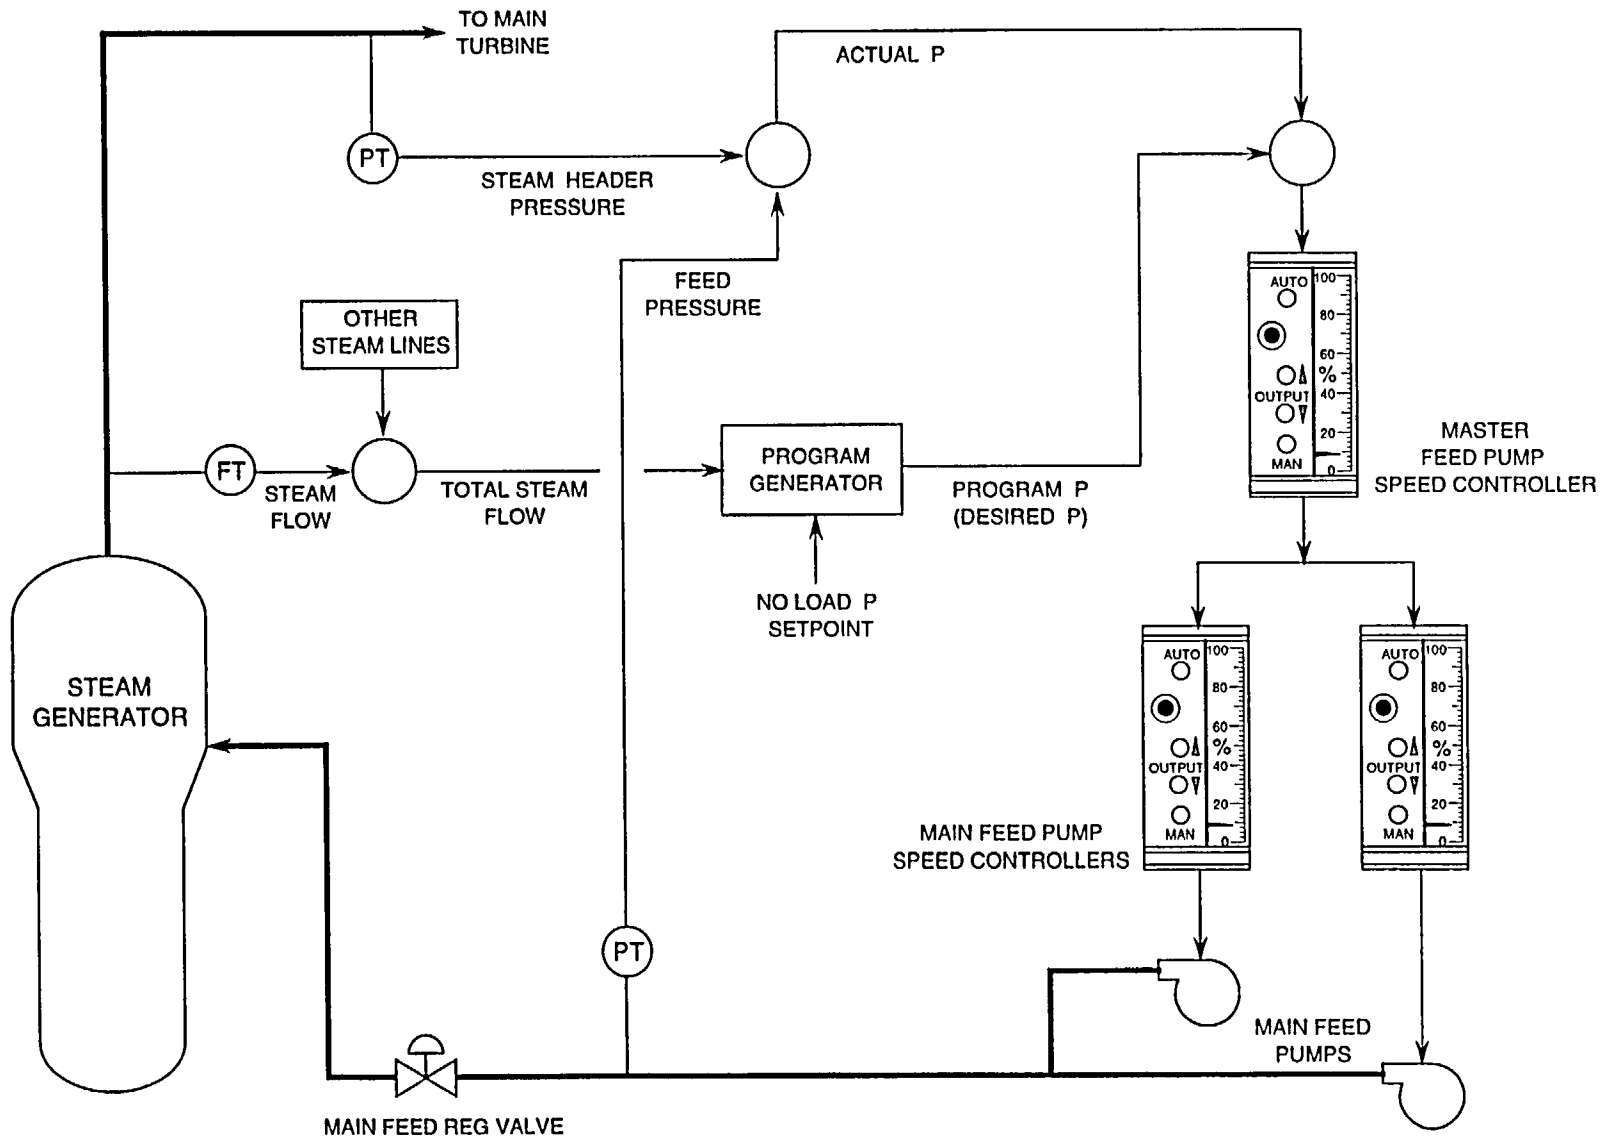 TO MAIN
TURBINE
ACTUAL P
PT
STEAM HEADER
PRESSURE
FEED
PRESSURE
OTHER
STEAM LINES
FT
STEAM
FLOW
TOTAL STEAM
FLOW
PROGRAM
GENERATOR
PROGRAM P
(DESIRED P)
NO LOAD P
SETPOINT
AUTO
100
80
60
%
OUTPUT
40
20
MAN
0
MASTER
FEED PUMP
SPEED CONTROLLER
STEAM
GENERATOR
AUTO
100
80
60
%
OUTPUT
40
20
MAN
0
AUTO
100
80
60
%
OUTPUT
40
20
MAN
0
MAIN FEED PUMP
SPEED CONTROLLERS
PT
MAIN FEED
PUMPS
MAIN FEED REG VALVE